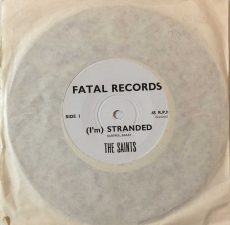 FATAL RECORDS
SIDE 1
45 R.P.M
(I'm) STRANDED
THE SAINTS